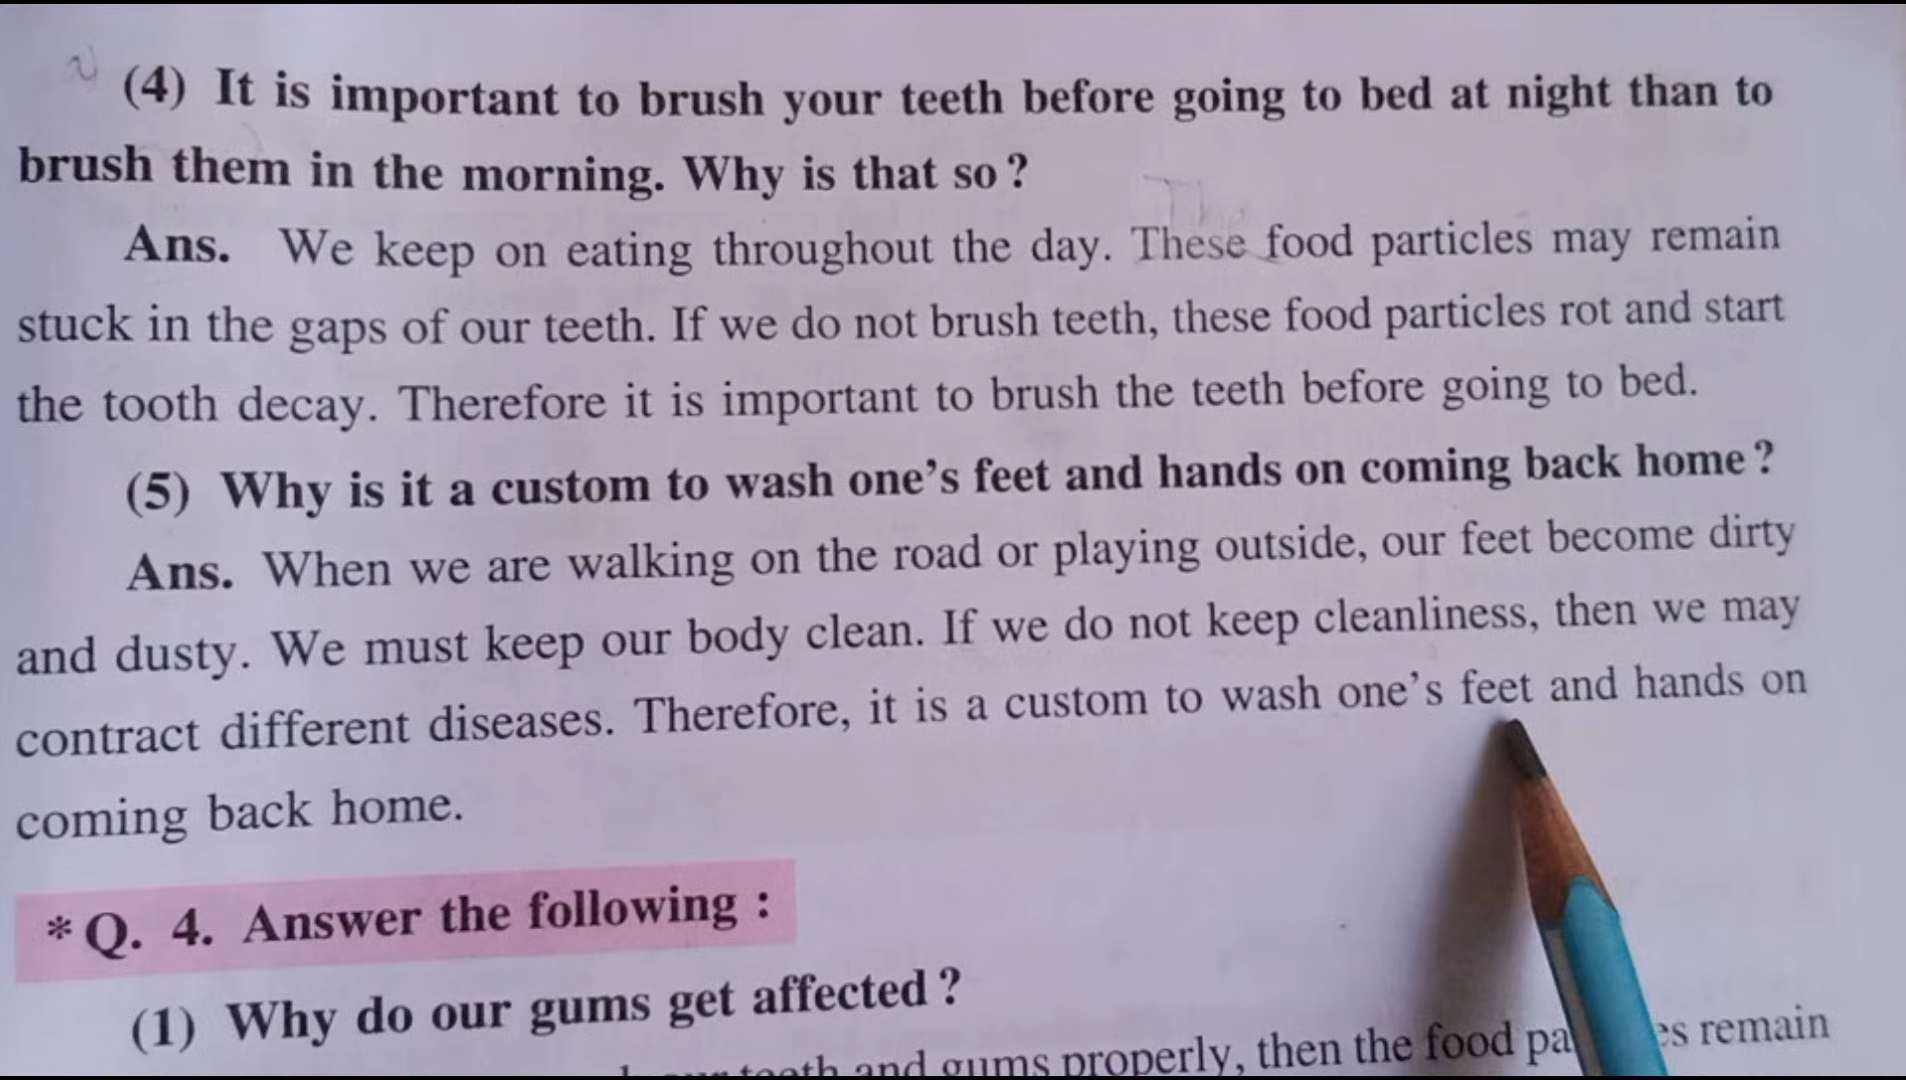 (4) It is important to brush your teeth before going to bed at night than to
brush them in the morning. Why is that so?
Ans. We keep on eating throughout the day. These food particles may remain
stuck in the gaps of our teeth. If we do not brush teeth, these food particles rot and start
the tooth decay. Therefore it is important to brush the teeth before going to bed.
(5) Why is it a custom to wash one's feet and hands on coming back home?
Ans. When we are walking on the road or playing outside, our feet become dirty
and dusty. We must keep our body clean. If we do not keep cleanliness, then we may
contract different diseases. Therefore, it is a custom to wash one's feet and hands on
coming back home.
*Q. 4. Answer the following :
(1) Why do our gums get affected?
teeth and gums properly, then the food remain